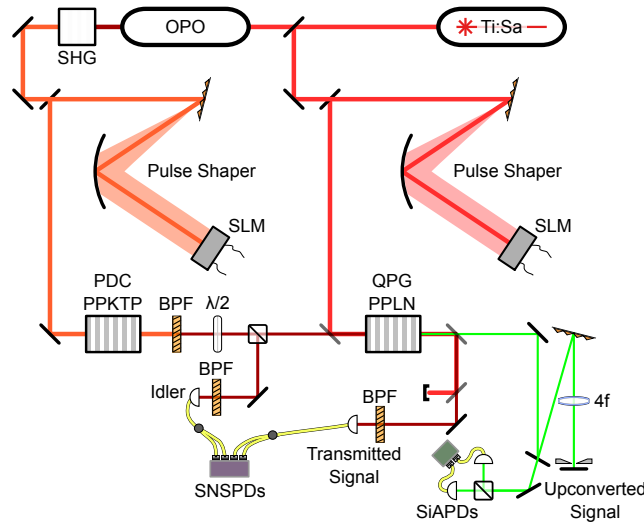 OPO
Ti:Sa
SHG
Pulse Shaper
Pulse Shaper
SLM
SLM
PDC
PPKTP
BPF
λ/2
QPG
PPLN
BPF
Idler
BPF
4f
Transmitted
Signal
SNSPDs
SiAPDs
Upconverted
Signal